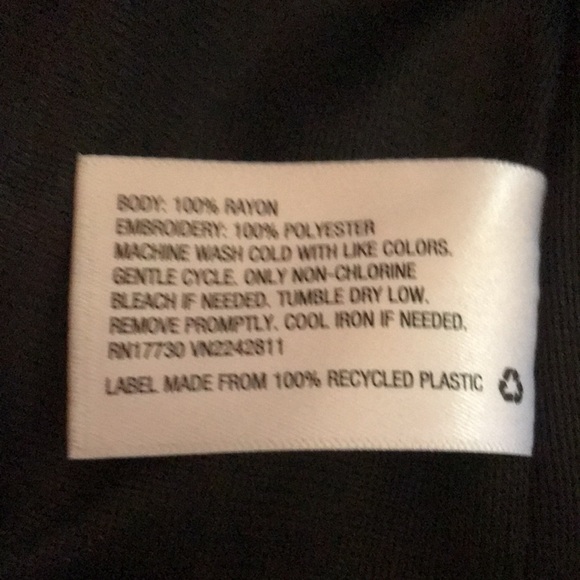 BODY: 100% RAYON
EMBROIDERY: 100% POLYESTER
MACHINE WASH COLD WITH LIKE COLORS.
GENTLE CYCLE. ONLY NON-CHLORINE
BLEACH IF NEEDED. TUMBLE DRY LOW.
REMOVE PROMPTLY. COOL IRON IF NEEDED.
RN17730 VN2242811
LABEL MADE FROM 100% RECYCLED PLASTIC